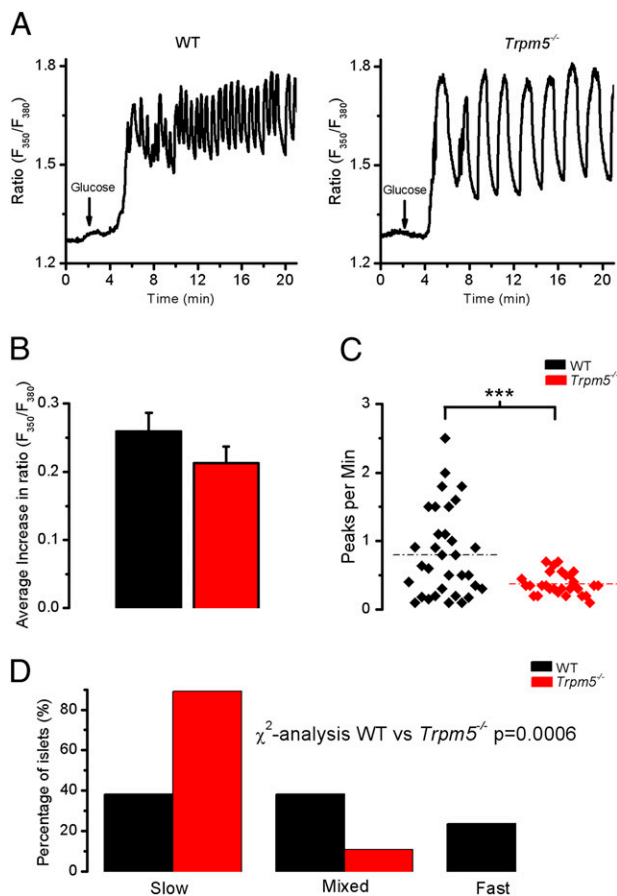 A
WT
Trpm5-/-
Ratio (F350/F380)
1.8
1.5
1.2
Glucose
0 4 8 12 16 20
Time (min)
Ratio (F350/F380)
1.8
1.5
1.2
Glucose
0 4 8 12 16 20
Time (min)
B
Average Increase in ratio (F350/F380)
0.3
0.2
0.1
0.0
C
WT
Trpm5-/-
Peaks per Min
3
2
1
0
***
D
WT
Trpm5-/-
Percentage of islets (%)
80
60
40
20
0
χ2-analysis WT vs Trpm5-/- p=0.0006
Slow Mixed Fast